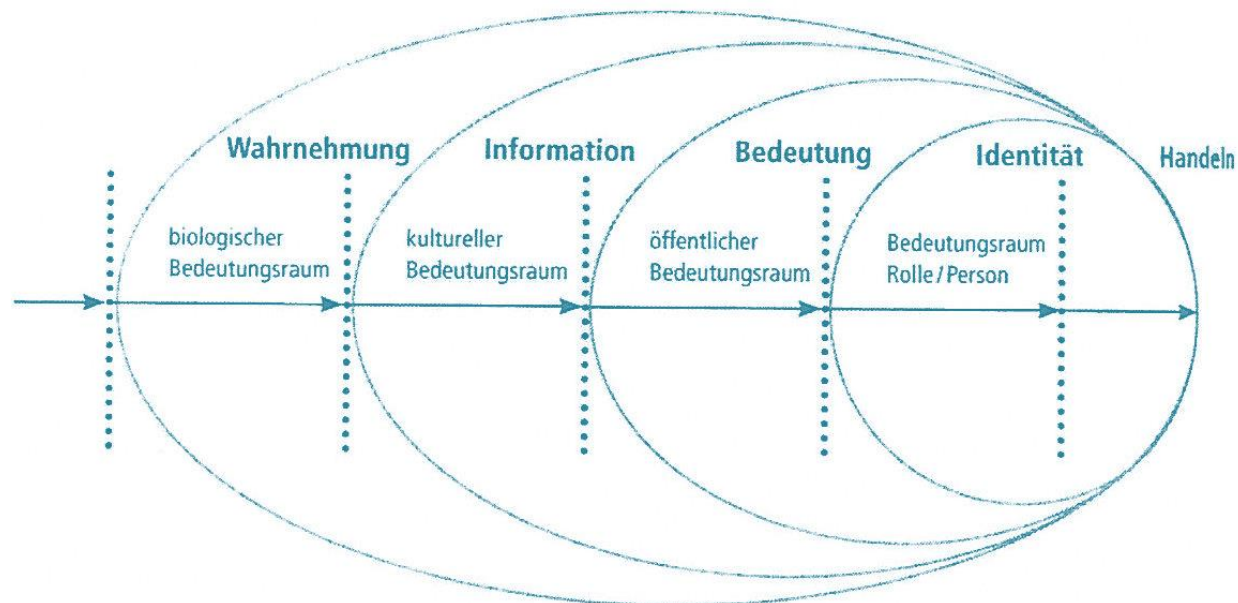 Wahrnehmung
Information
Bedeutung
Identität
Handeln
biologischer
Bedeutungsraum
kultureller
Bedeutungsraum
öffentlicher
Bedeutungsraum
Bedeutungsraum
Rolle/Person